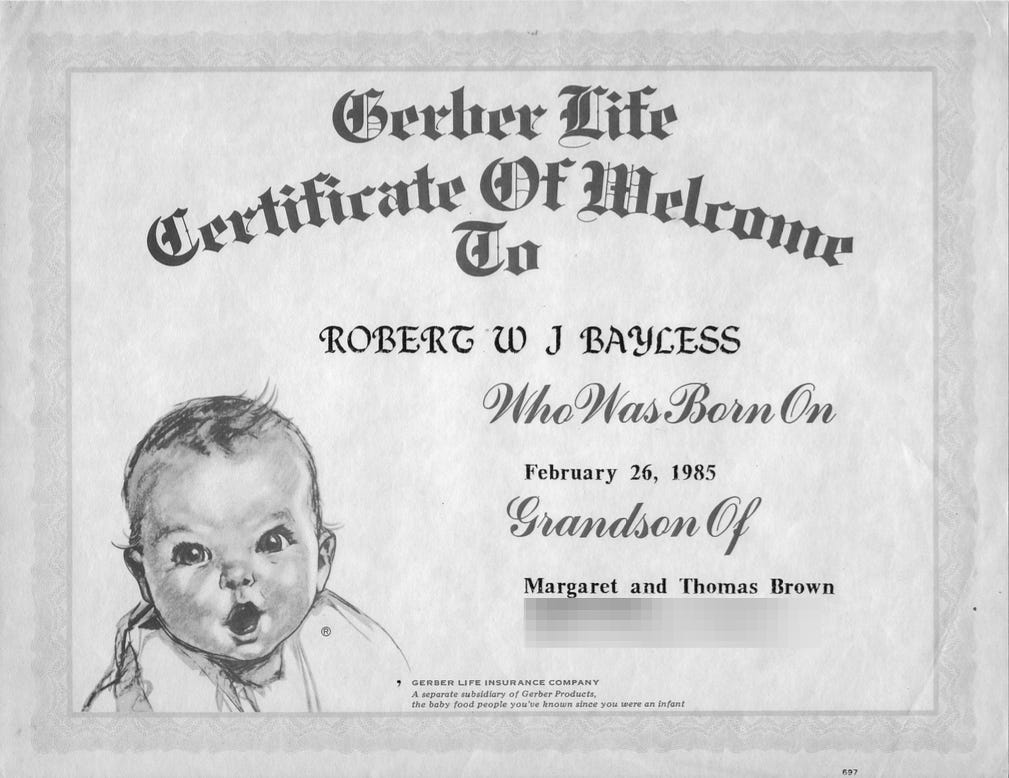 Gerber Life
Certificate Of Welcome
To
ROBERT W J BAYLESS
Who Was Born On
February 26, 1985
Grandson Of
Margaret and Thomas Brown
®
GERBER LIFE INSURANCE COMPANY
A separate subsidiary of Gerber Products,
the baby food people you've known since you were an infant
697